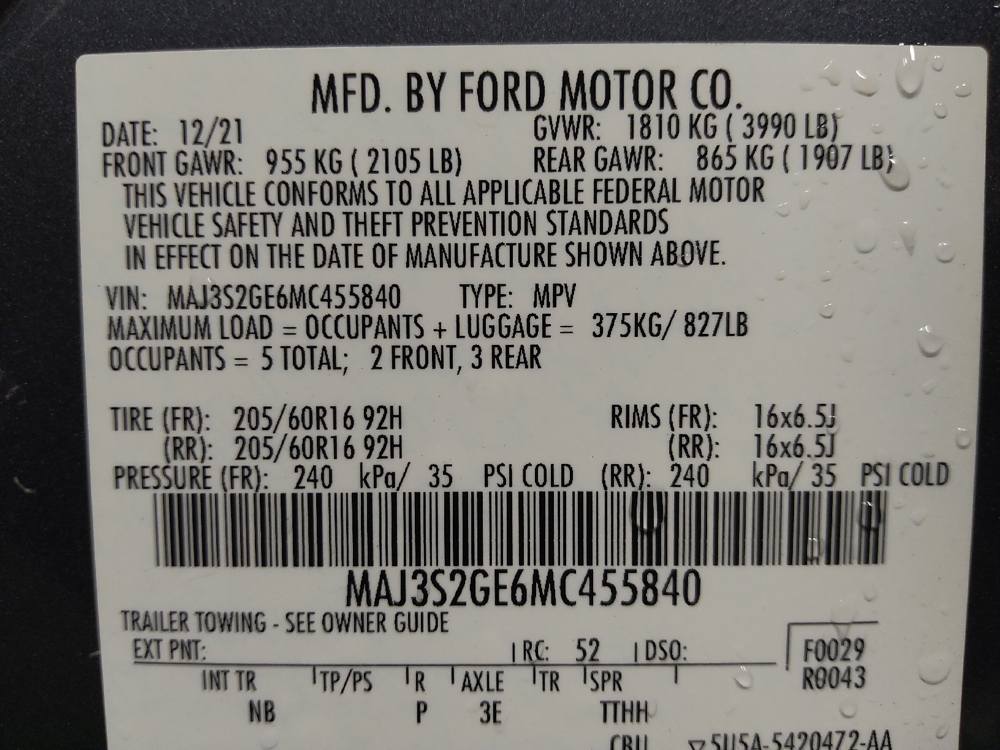 MFD. BY FORD MOTOR CO.
DATE: 12/21 GVWR: 1810 KG ( 3990 LB)
FRONT GAWR: 955 KG ( 2105 LB) REAR GAWR: 865 KG ( 1907 LB)
THIS VEHICLE CONFORMS TO ALL APPLICABLE FEDERAL MOTOR
VEHICLE SAFETY AND THEFT PREVENTION STANDARDS
IN EFFECT ON THE DATE OF MANUFACTURE SHOWN ABOVE.
VIN: MAJ3S2GE6MC455840 TYPE: MPV
MAXIMUM LOAD = OCCUPANTS + LUGGAGE = 375KG/ 827LB
OCCUPANTS = 5 TOTAL; 2 FRONT, 3 REAR
TIRE (FR): 205/60R16 92H RIMS (FR): 16x6.5J
(RR): 205/60R16 92H (RR): 16x6.5J
PRESSURE (FR): 240 kPa/ 35 PSI COLD (RR): 240 kPa/ 35 PSI COLD
MAJ3S2GE6MC455840
TRAILER TOWING - SEE OWNER GUIDE
EXT PNT: RC: 52 DSO: F0029
INT TR TP/PS R AXLE TR SPR R0043
NB P 3E TTHH
CBU ▽5U5A-5420472-AA